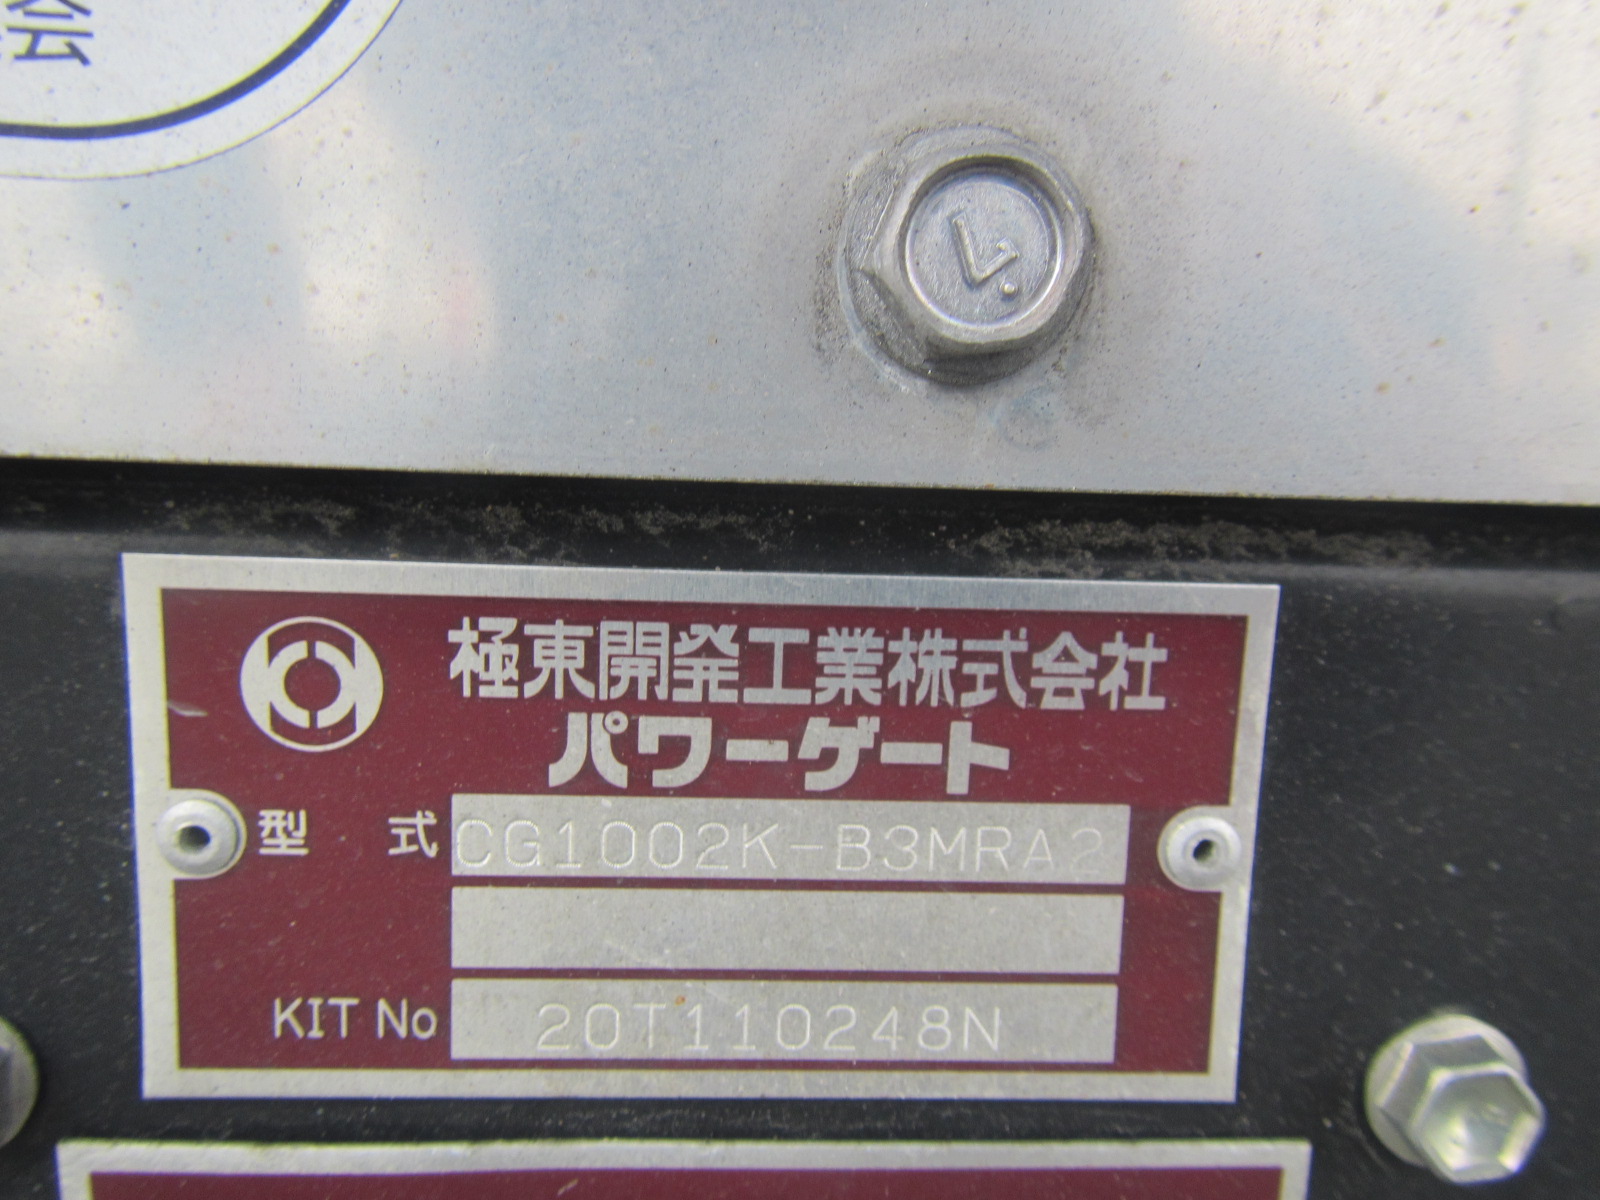 会
極東開発工業株式会社
パワーゲート
型 式 CG1002K-B3MRA2
KIT No 20T110248N